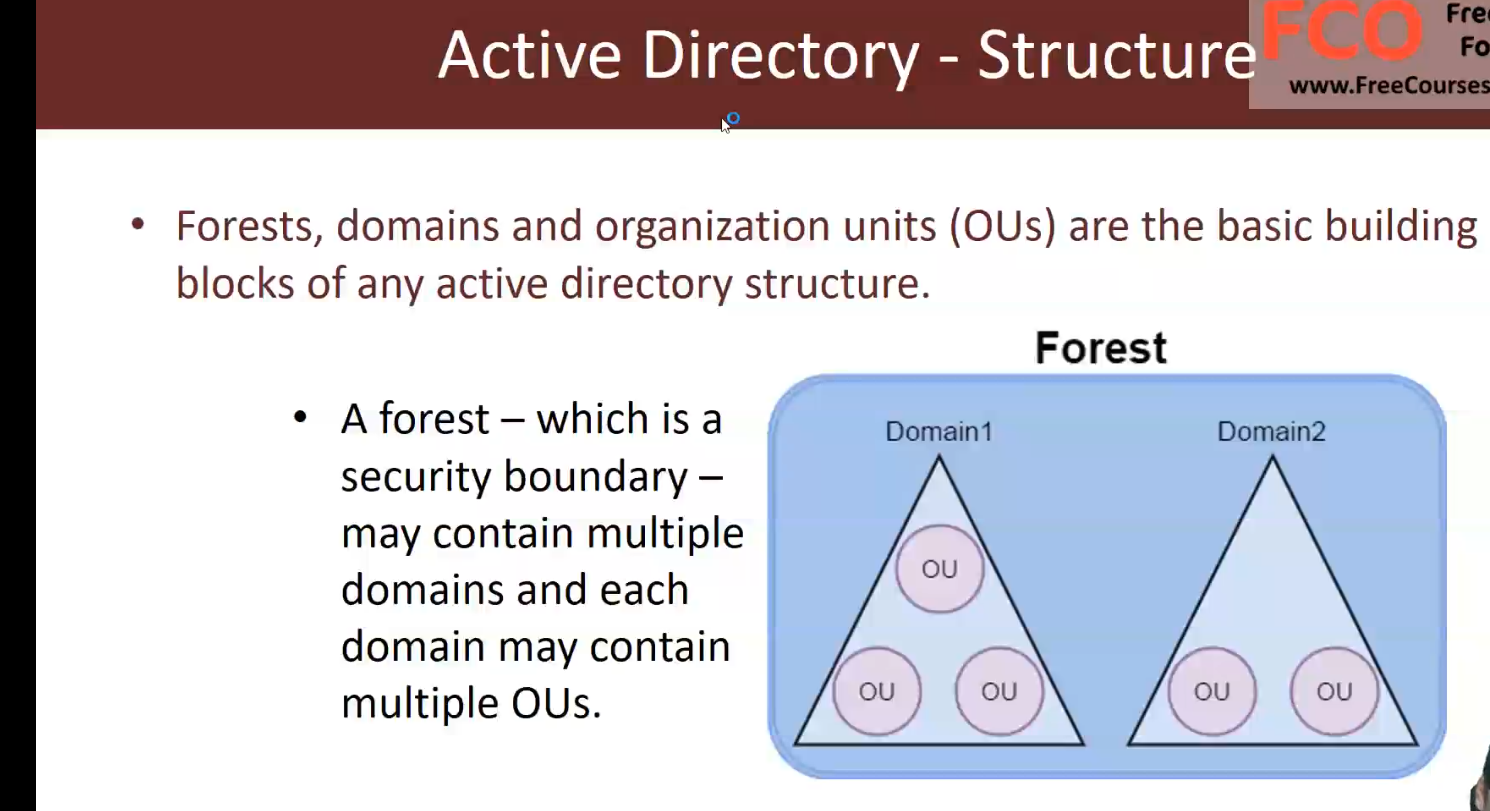 Active Directory - Structure
FCO
Fre
Fo
www.FreeCourses
• Forests, domains and organization units (OUs) are the basic building
blocks of any active directory structure.
Forest
• A forest – which is a
security boundary –
may contain multiple
domains and each
domain may contain
multiple OUs.
Domain1
Domain2
OU
OU
OU
OU
OU